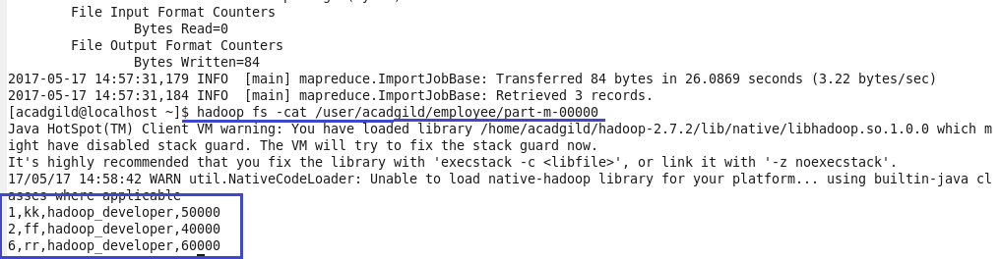 File Input Format Counters
Bytes Read=0
File Output Format Counters
Bytes Written=84
2017-05-17 14:57:31,179 INFO  [main] mapreduce.ImportJobBase: Transferred 84 bytes in 26.0869 seconds (3.22 bytes/sec)
2017-05-17 14:57:31,184 INFO  [main] mapreduce.ImportJobBase: Retrieved 3 records.
[acadgild@localhost ~]$ hadoop fs -cat /user/acadgild/employee/part-m-00000
Java HotSpot(TM) Client VM warning: You have loaded library /home/acadgild/hadoop-2.7.2/lib/native/libhadoop.so.1.0.0 which m
ight have disabled stack guard. The VM will try to fix the stack guard now.
It's highly recommended that you fix the library with 'execstack -c <libfile>', or link it with '-z noexecstack'.
17/05/17 14:58:42 WARN util.NativeCodeLoader: Unable to load native-hadoop library for your platform... using builtin-java cl
asses where applicable
1,kk,hadoop_developer,50000
2,ff,hadoop_developer,40000
6,rr,hadoop_developer,60000